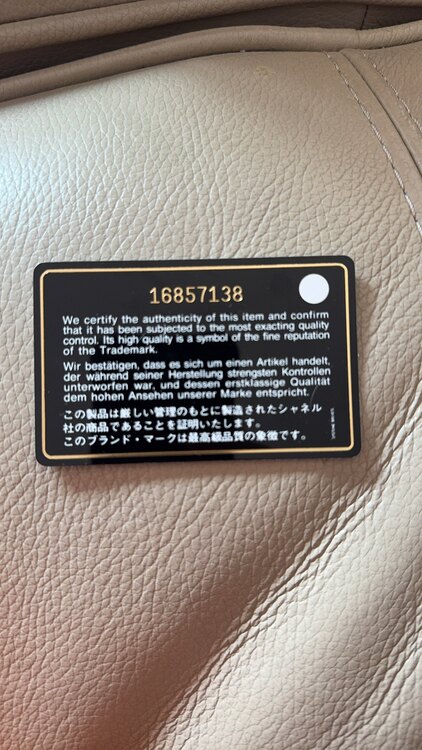 16857138
We certify the authenticity of this item and confirm
that it has been subjected to the most exacting quality
control. Its high quality is a symbol of the fine reputation
of the Trademark.
Wir bestätigen, dass es sich um einen Artikel handelt,
der während seiner Herstellung strengsten Kontrollen
unterworfen war, und dessen erstklassige Qualität
dem hohen Ansehen unserer Marke entspricht.
この製品は厳しい管理のもとに製造されたシャネル
社の商品であることを証明いたします。
このブランド・マークは最高級品質の象徴です。